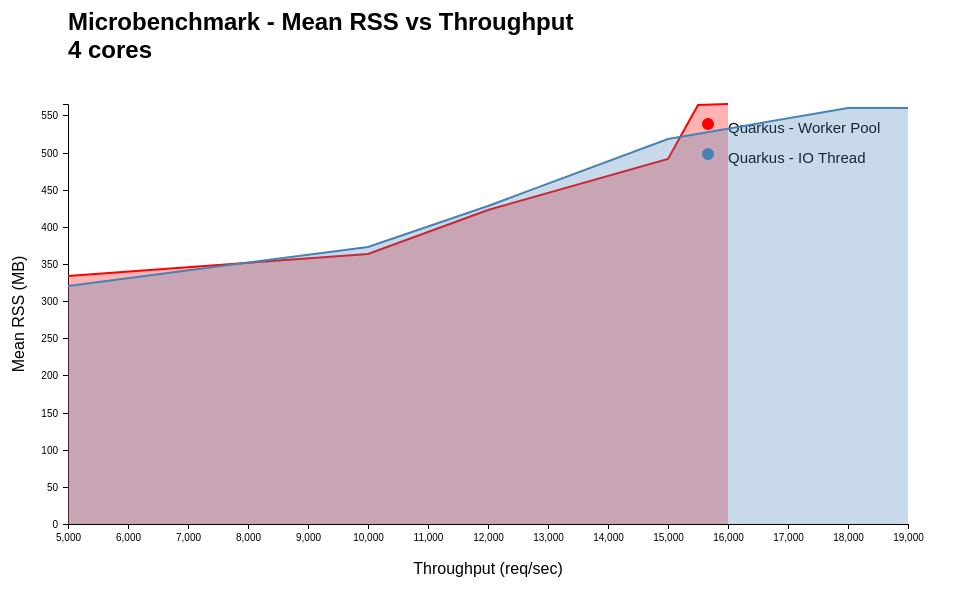 Microbenchmark - Mean RSS vs Throughput
4 cores
550
500
450
400
350
300
250
200
150
100
50
0
Mean RSS (MB)
Quarkus - Worker Pool
Quarkus - IO Thread
5,000 6,000 7,000 8,000 9,000 10,000 11,000 12,000 13,000 14,000 15,000 16,000 17,000 18,000 19,000
Throughput (req/sec)